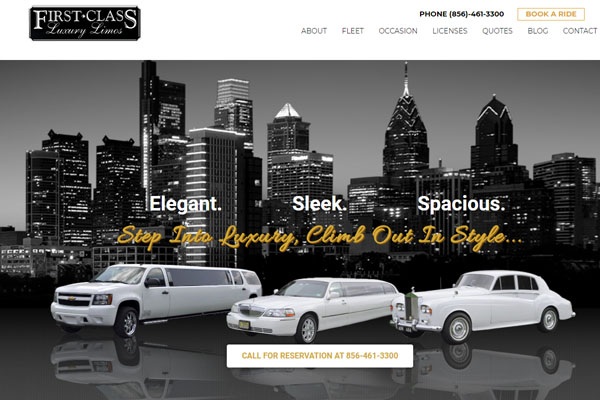 FIRST·CLASS
Luxury Limos
PHONE (856)-461-3300
BOOK A RIDE
ABOUT FLEET OCCASION LICENSES QUOTES BLOG CONTACT
Elegant. Sleek. Spacious.
Step Into Luxury, Climb Out In Style...
CALL FOR RESERVATION AT 856-461-3300